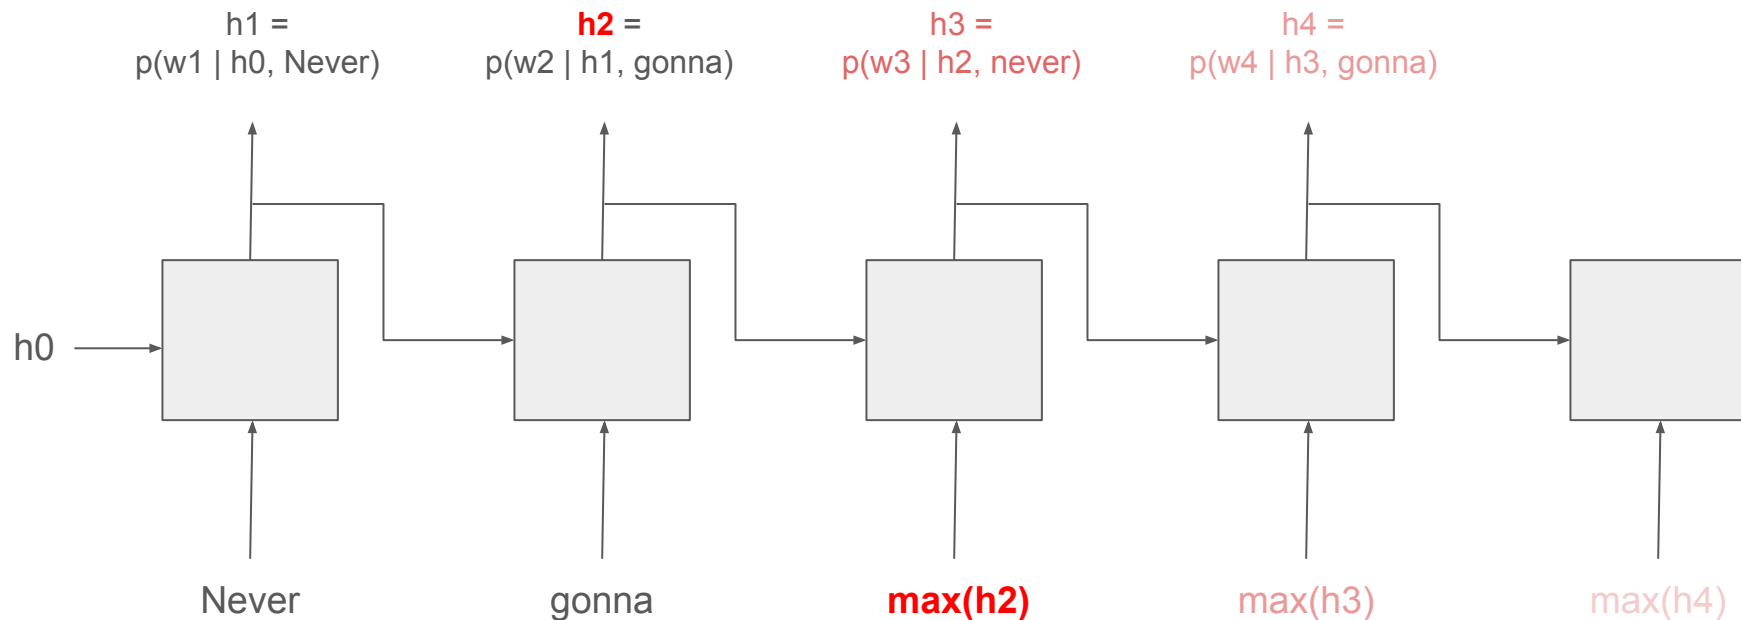 h1 =
p(w1 | h0, Never)
h2 =
p(w2 | h1, gonna)
h3 =
p(w3 | h2, never)
h4 =
p(w4 | h3, gonna)
h0
Never
gonna
max(h2)
max(h3)
max(h4)